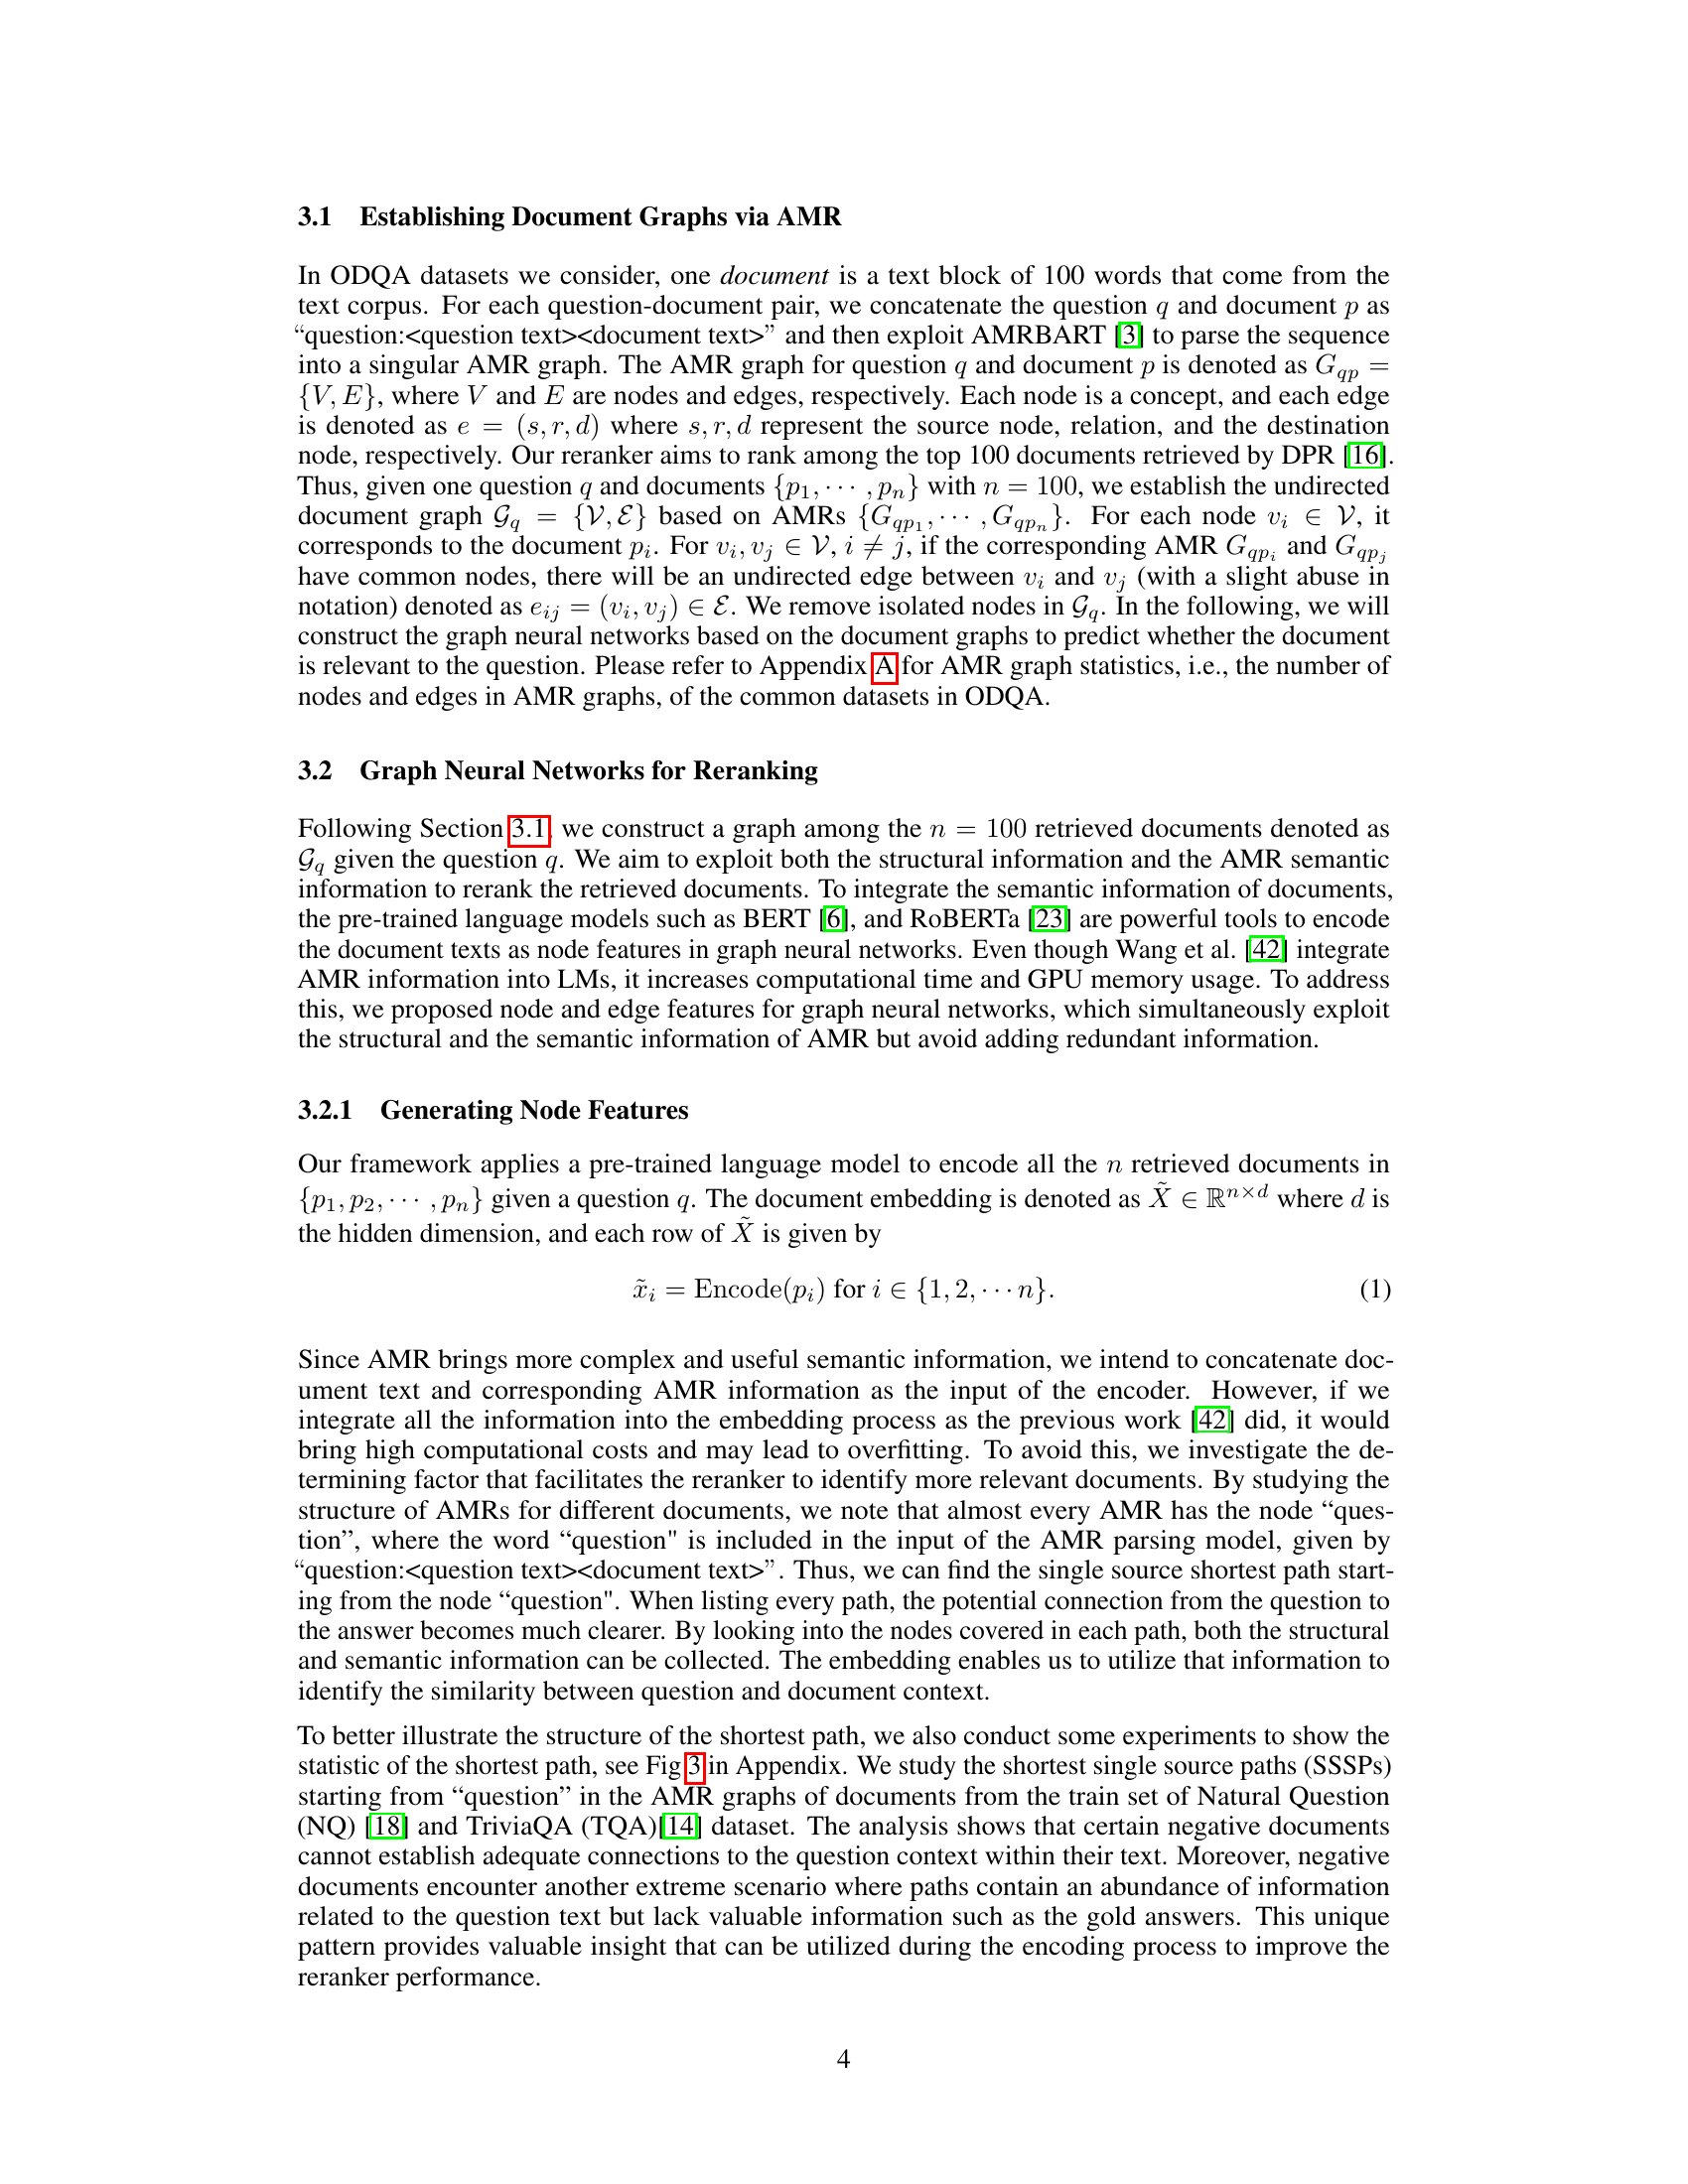 3.1 Establishing Document Graphs via AMR
In ODQA datasets we consider, one document is a text block of 100 words that come from the
text corpus. For each question-document pair, we concatenate the question q and document p as
“question:<question text><document text>” and then exploit AMRBART [3] to parse the sequence
into a singular AMR graph. The AMR graph for question q and document p is denoted as G_{qp} =
{V, E}, where V and E are nodes and edges, respectively. Each node is a concept, and each edge
is denoted as e = (s, r, d) where s, r, d represent the source node, relation, and the destination
node, respectively. Our reranker aims to rank among the top 100 documents retrieved by DPR [16].
Thus, given one question q and documents {p_1, ⋯ , p_n} with n = 100, we establish the undirected
document graph 𝒢_q = {𝒱, ℰ} based on AMRs {G_{qp_1}, ⋯ , G_{qp_n}}. For each node v_i ∈ 𝒱, it
corresponds to the document p_i. For v_i, v_j ∈ 𝒱, i ≠ j, if the corresponding AMR G_{qp_i} and G_{qp_j}
have common nodes, there will be an undirected edge between v_i and v_j (with a slight abuse in
notation) denoted as e_{ij} = (v_i, v_j) ∈ ℰ. We remove isolated nodes in 𝒢_q. In the following, we will
construct the graph neural networks based on the document graphs to predict whether the document
is relevant to the question. Please refer to Appendix A for AMR graph statistics, i.e., the number of
nodes and edges in AMR graphs, of the common datasets in ODQA.
3.2 Graph Neural Networks for Reranking
Following Section 3.1, we construct a graph among the n = 100 retrieved documents denoted as
𝒢_q given the question q. We aim to exploit both the structural information and the AMR semantic
information to rerank the retrieved documents. To integrate the semantic information of documents,
the pre-trained language models such as BERT [6], and RoBERTa [23] are powerful tools to encode
the document texts as node features in graph neural networks. Even though Wang et al. [42] integrate
AMR information into LMs, it increases computational time and GPU memory usage. To address
this, we proposed node and edge features for graph neural networks, which simultaneously exploit
the structural and the semantic information of AMR but avoid adding redundant information.
3.2.1 Generating Node Features
Our framework applies a pre-trained language model to encode all the n retrieved documents in
{p_1, p_2, ⋯ , p_n} given a question q. The document embedding is denoted as X̃ ∈ ℝ^{n×d} where d is
the hidden dimension, and each row of X̃ is given by
x̃_i = Encode(p_i) for i ∈ {1, 2, ⋯ n}. (1)
Since AMR brings more complex and useful semantic information, we intend to concatenate doc-
ument text and corresponding AMR information as the input of the encoder. However, if we
integrate all the information into the embedding process as the previous work [42] did, it would
bring high computational costs and may lead to overfitting. To avoid this, we investigate the de-
termining factor that facilitates the reranker to identify more relevant documents. By studying the
structure of AMRs for different documents, we note that almost every AMR has the node “ques-
tion”, where the word “question" is included in the input of the AMR parsing model, given by
“question:<question text><document text>”. Thus, we can find the single source shortest path start-
ing from the node “question". When listing every path, the potential connection from the question to
the answer becomes much clearer. By looking into the nodes covered in each path, both the structural
and semantic information can be collected. The embedding enables us to utilize that information to
identify the similarity between question and document context.
To better illustrate the structure of the shortest path, we also conduct some experiments to show the
statistic of the shortest path, see Fig 3 in Appendix. We study the shortest single source paths (SSSPs)
starting from “question” in the AMR graphs of documents from the train set of Natural Question
(NQ) [18] and TriviaQA (TQA)[14] dataset. The analysis shows that certain negative documents
cannot establish adequate connections to the question context within their text. Moreover, negative
documents encounter another extreme scenario where paths contain an abundance of information
related to the question text but lack valuable information such as the gold answers. This unique
pattern provides valuable insight that can be utilized during the encoding process to improve the
reranker performance.
4